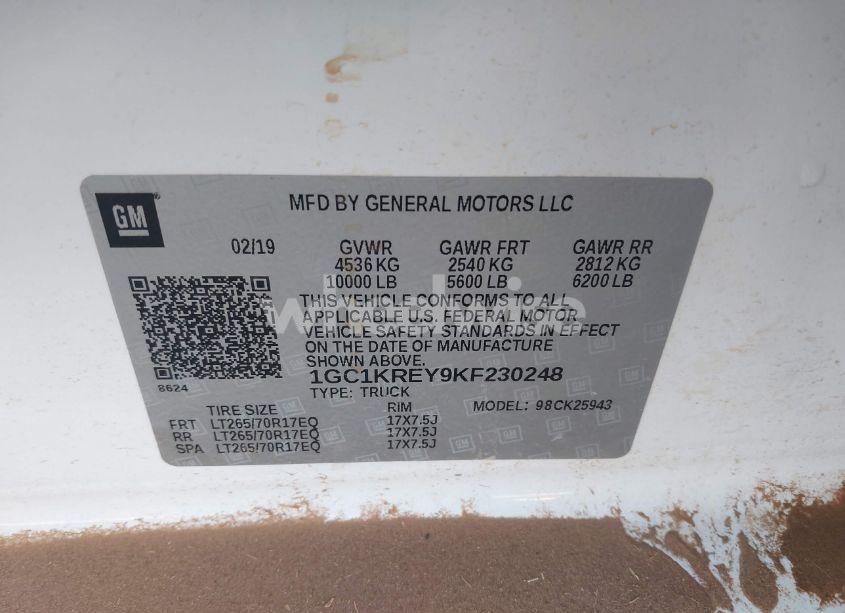 GM
MFD BY GENERAL MOTORS LLC
02/19 GVWR GAWR FRT GAWR RR
4536 KG 2540 KG 2812 KG
10000 LB 5600 LB 6200 LB
THIS VEHICLE CONFORMS TO ALL
APPLICABLE U.S. FEDERAL MOTOR
VEHICLE SAFETY STANDARDS IN EFFECT
ON THE DATE OF MANUFACTURE
SHOWN ABOVE.
8624
1GC1KREY9KF230248
TYPE: TRUCK
TIRE SIZE RIM MODEL: 98CK25943
FRT LT265/70R17EQ 17X7.5J
RR LT265/70R17EQ 17X7.5J
SPA LT265/70R17EQ 17X7.5J